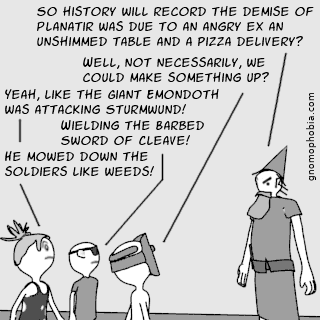 SO HISTORY WILL RECORD THE DEMISE OF
PLANATIR WAS DUE TO AN ANGRY EX AN
UNSHIMMED TABLE AND A PIZZA DELIVERY?
WELL, NOT NECESSARILY, WE
COULD MAKE SOMETHING UP?
YEAH, LIKE THE GIANT EMONDOTH
WAS ATTACKING STURMWUND!
WIELDING THE BARBED
SWORD OF CLEAVE!
HE MOWED DOWN THE
SOLDIERS LIKE WEEDS!
gnomophobia.com